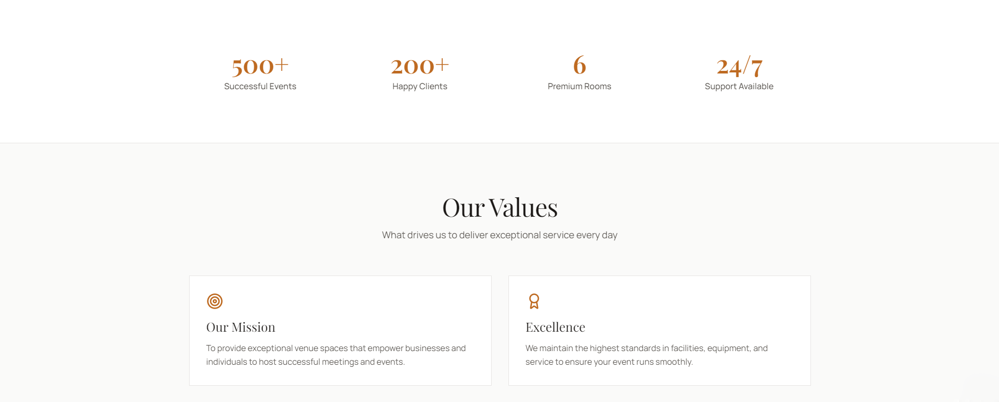 500+
Successful Events
200+
Happy Clients
6
Premium Rooms
24/7
Support Available
Our Values
What drives us to deliver exceptional service every day
Our Mission
To provide exceptional venue spaces that empower businesses and
individuals to host successful meetings and events.
Excellence
We maintain the highest standards in facilities, equipment, and
service to ensure your event runs smoothly.